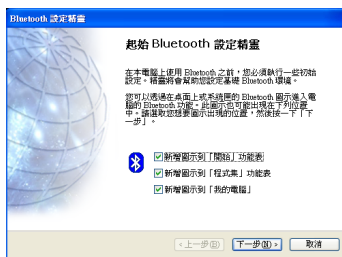 Bluetooth 設定精靈
起始 Bluetooth 設定精靈
在本電腦上使用 Bluetooth 之前，您必須執行一些初始
設定。精靈將會幫助您設定基礎 Bluetooth 環境。
您可以透過在桌面上或系統匣的 Bluetooth 圖示進入電
腦的 Bluetooth 功能。此圖示也可能出現在下列位置
中。請選取您想要圖示出現的位置，然後按一下「下
一步」。
新增圖示到「開始」功能表
新增圖示到「程式集」功能表
新增圖示到「我的電腦」
<上一步(B) 下一步(N)> 取消